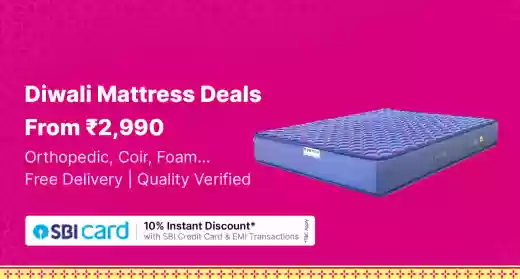 Diwali Mattress Deals
From ₹2,990
Orthopedic, Coir, Foam...
Free Delivery | Quality Verified
SBI card
10% Instant Discount*
with SBI Credit Card & EMI Transactions
*T&C Apply